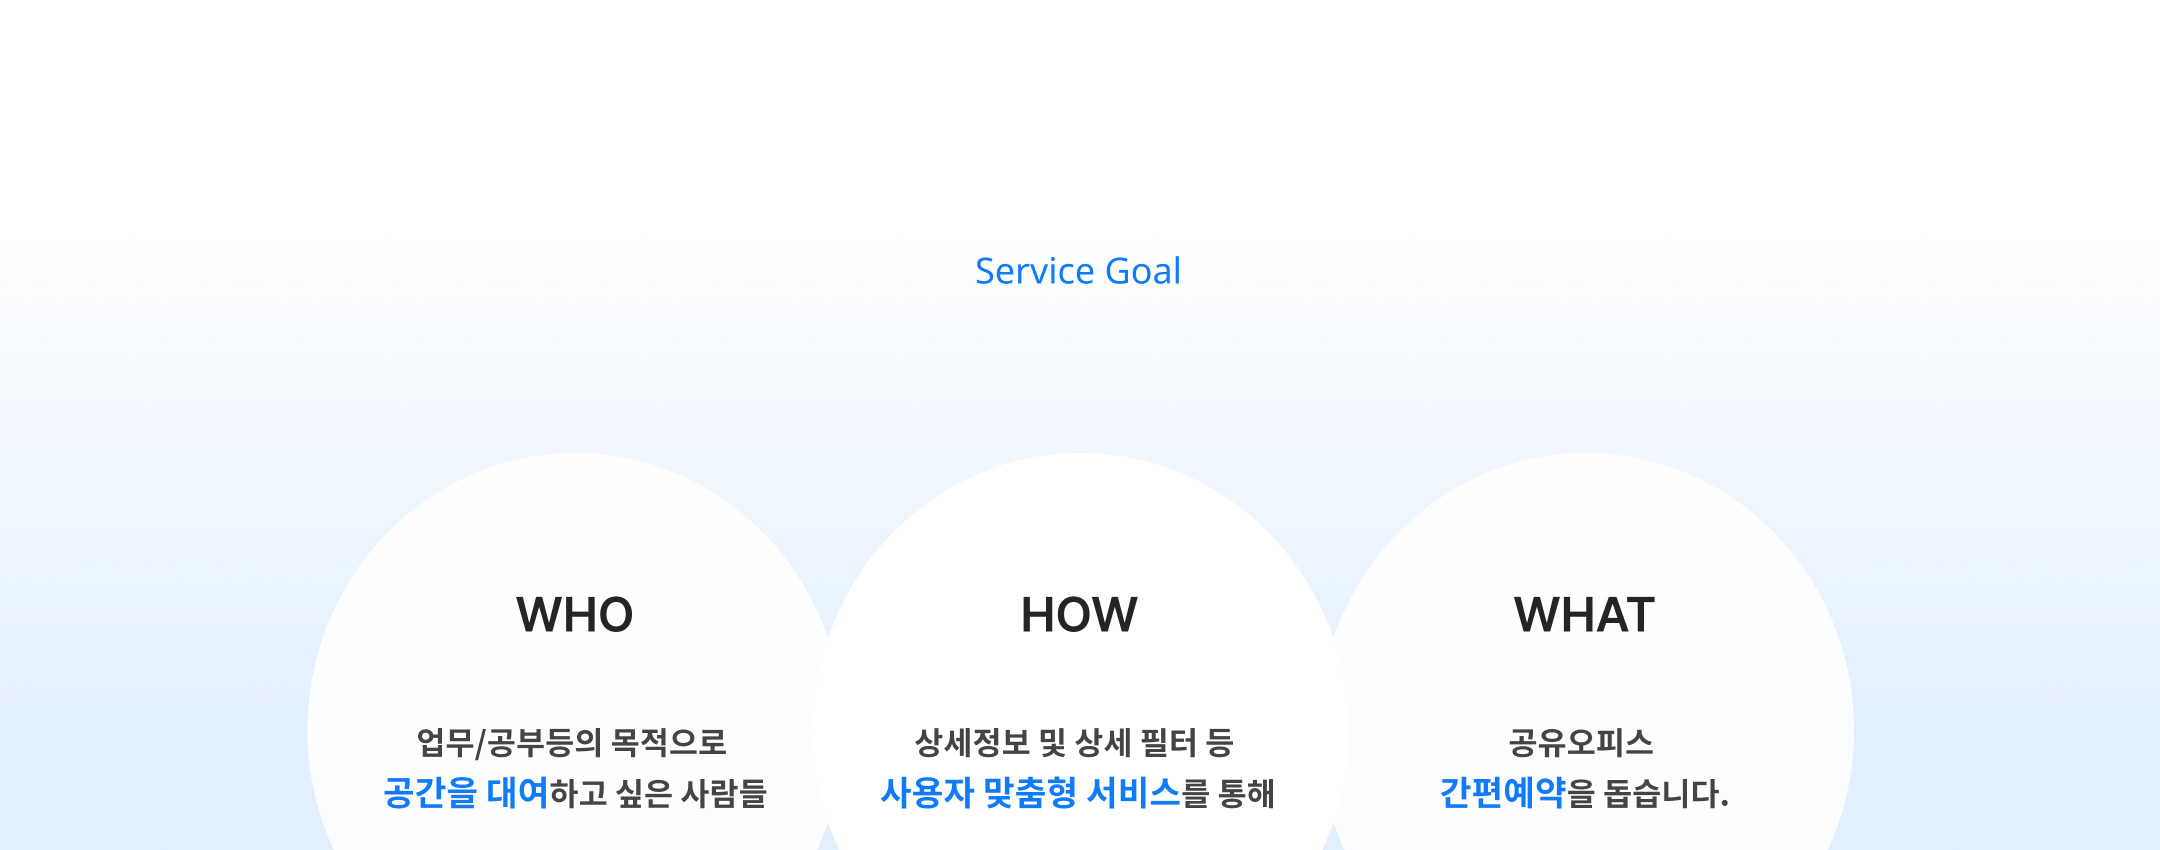 Service Goal
WHO
업무/공부등의 목적으로
공간을 대여하고 싶은 사람들
HOW
상세정보 및 상세 필터 등
사용자 맞춤형 서비스를 통해
WHAT
공유오피스
간편예약을 돕습니다.